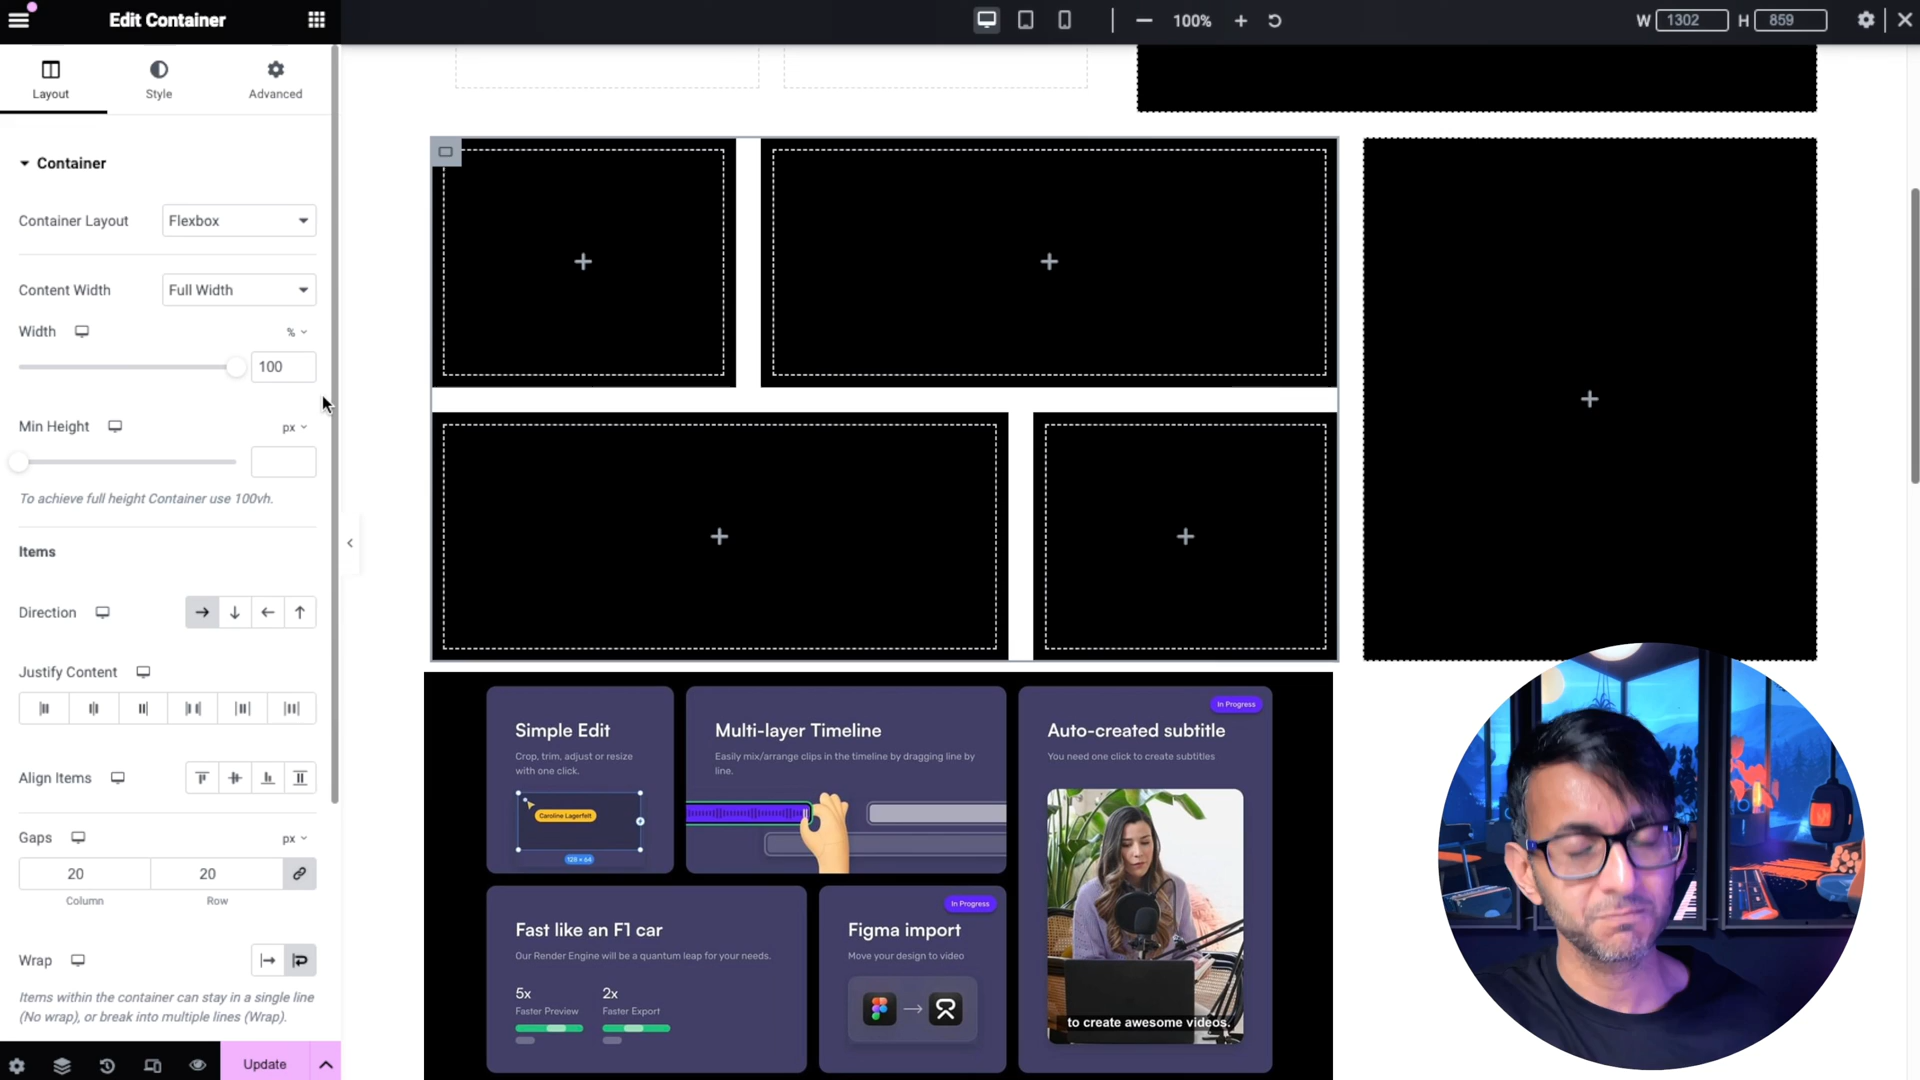 Edit Container
100%
W 1302 H 859
Layout
Style
Advanced
Container
Container Layout
Flexbox
Content Width
Full Width
Width
%
100
Min Height
px
To achieve full height Container use 100vh.
Items
Direction
Justify Content
Align Items
Gaps
px
20
20
Column
Row
Wrap
Items within the container can stay in a single line
(No wrap), or break into multiple lines (Wrap).
Update
Simple Edit
Crop, trim, adjust or resize
with one click.
Caroline Lagerfelt
128 × 64
Multi-layer Timeline
Easily mix/arrange clips in the timeline by dragging line by
line.
In Progress
Auto-created subtitle
You need one click to create subtitles
to create awesome videos.
Fast like an F1 car
Our Render Engine will be a quantum leap for your needs.
5x
Faster Preview
2x
Faster Export
In Progress
Figma import
Move your design to video